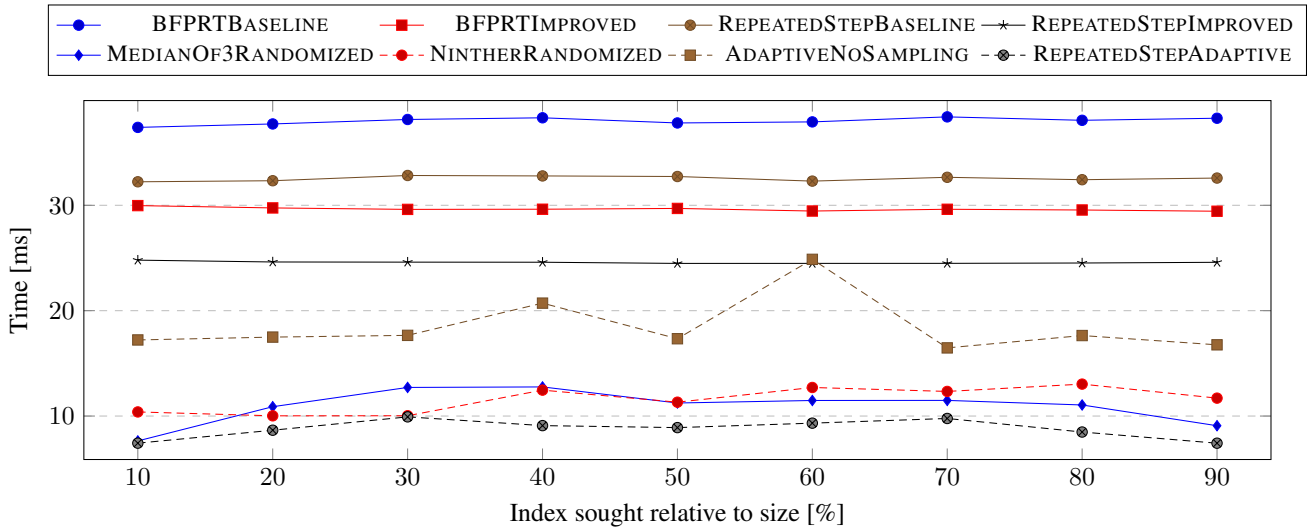 BFPRTBASELINE BFPRTIMPROVED REPEATEDSTEPBASELINE REPEATEDSTEPIMPROVED
MEDIANOF3RANDOMIZED NINTHERRANDOMIZED ADAPTIVENOSAMPLING REPEATEDSTEPADAPTIVE
30
20
10
Time [ms]
10 20 30 40 50 60 70 80 90
Index sought relative to size [%]